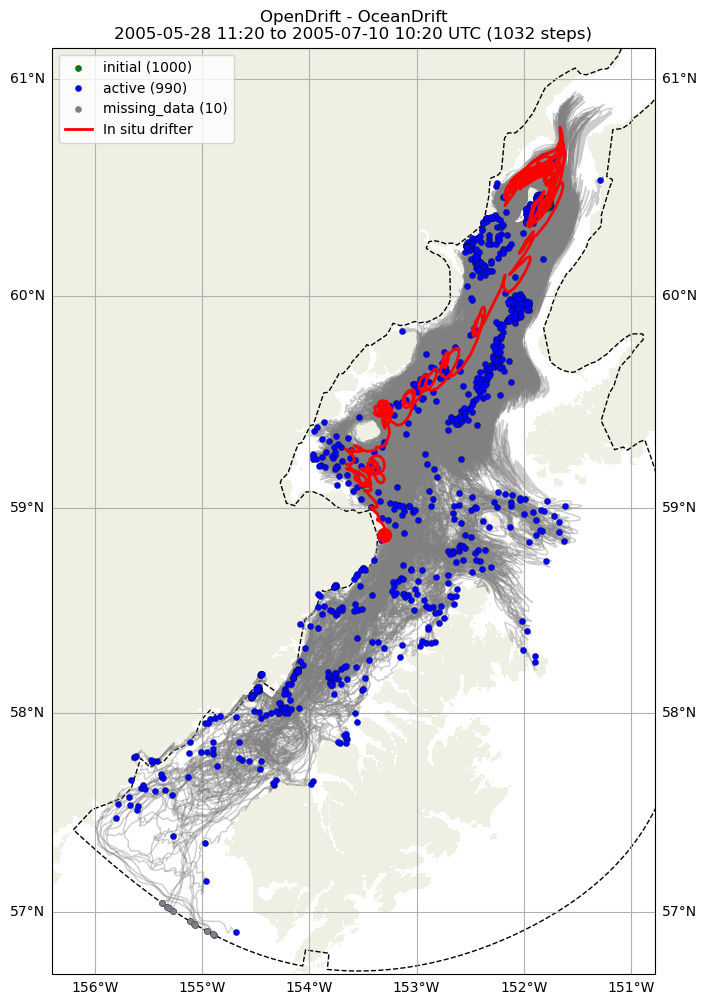 OpenDrift - OceanDrift
2005-05-28 11:20 to 2005-07-10 10:20 UTC (1032 steps)
initial (1000)
active (990)
missing_data (10)
In situ drifter
61°N
61°N
60°N
60°N
59°N
59°N
58°N
58°N
57°N
57°N
156°W
155°W
154°W
153°W
152°W
151°W